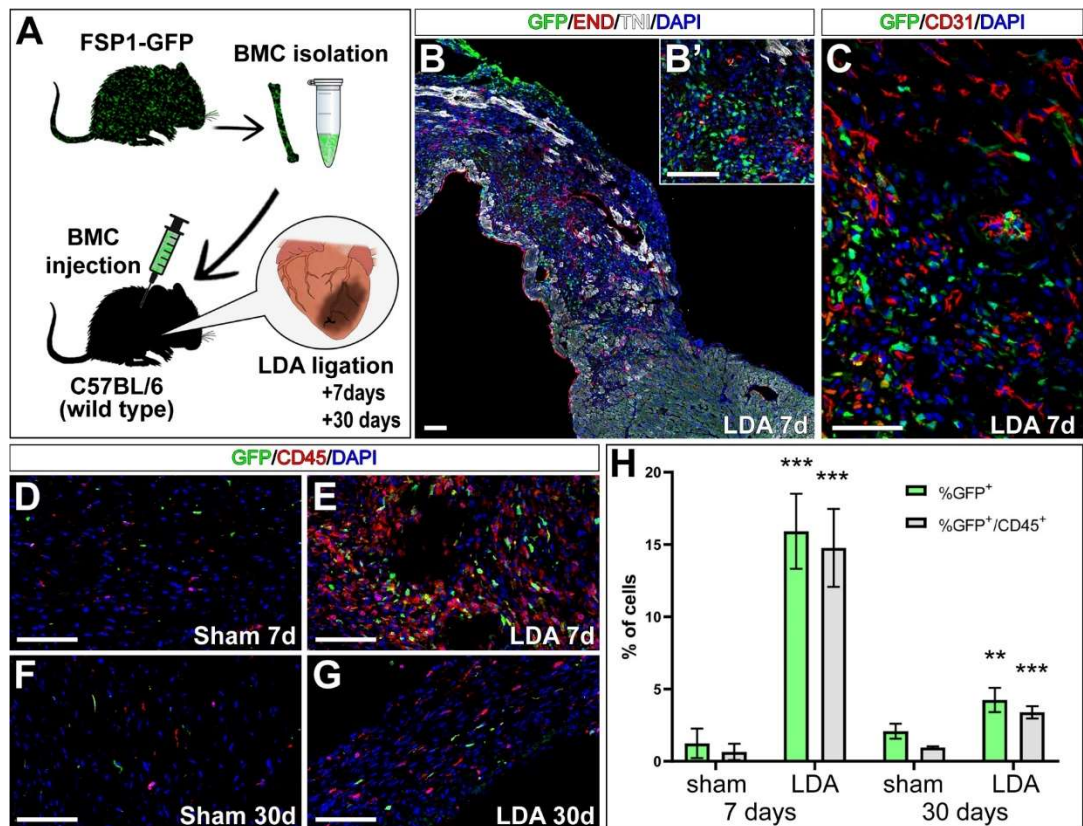 A
FSP1-GFP
BMC isolation
BMC
injection
C57BL/6
(wild type)
LDA ligation
+7days
+30 days
GFP/END/TNI/DAPI
B
B'
LDA 7d
GFP/CD31/DAPI
C
LDA 7d
GFP/CD45/DAPI
D
Sham 7d
E
LDA 7d
F
Sham 30d
G
LDA 30d
H
% of cells
20
15
10
5
0
***
***
**
***
%GFP+
%GFP+/CD45+
sham
LDA
sham
LDA
7 days
30 days